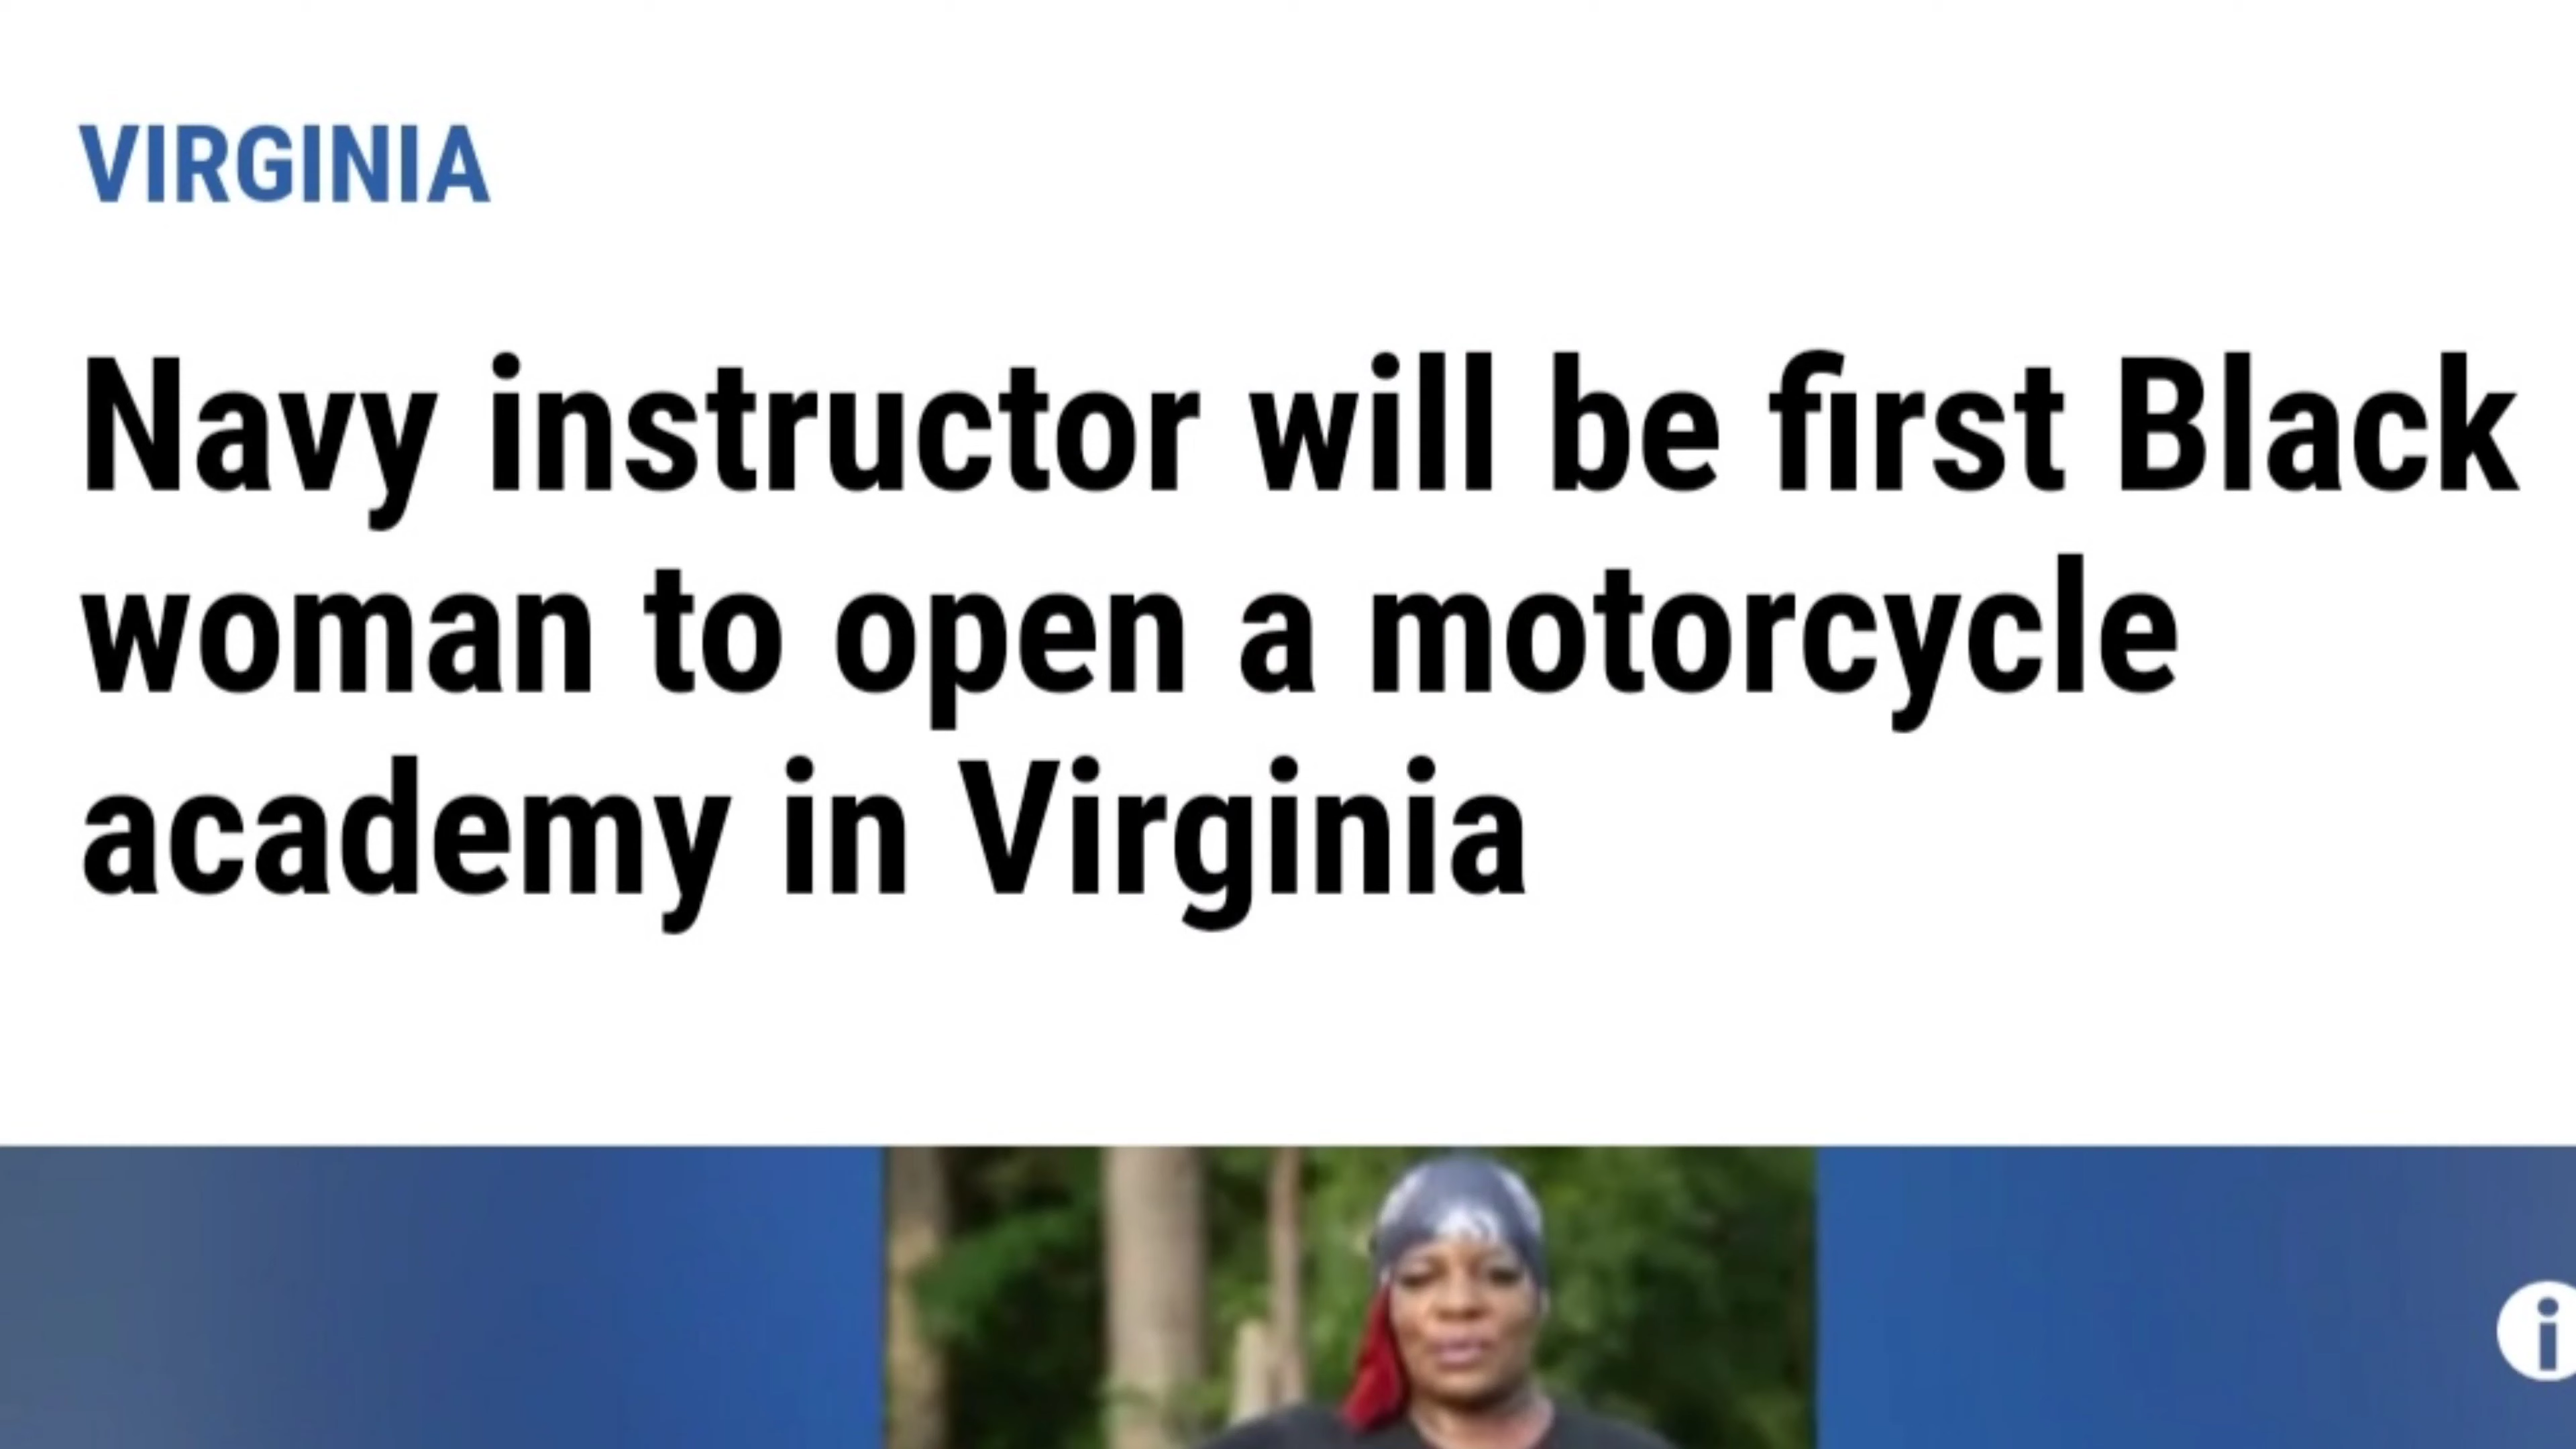 VIRGINIA
Navy instructor will be first Black
woman to open a motorcycle
academy in Virginia
i